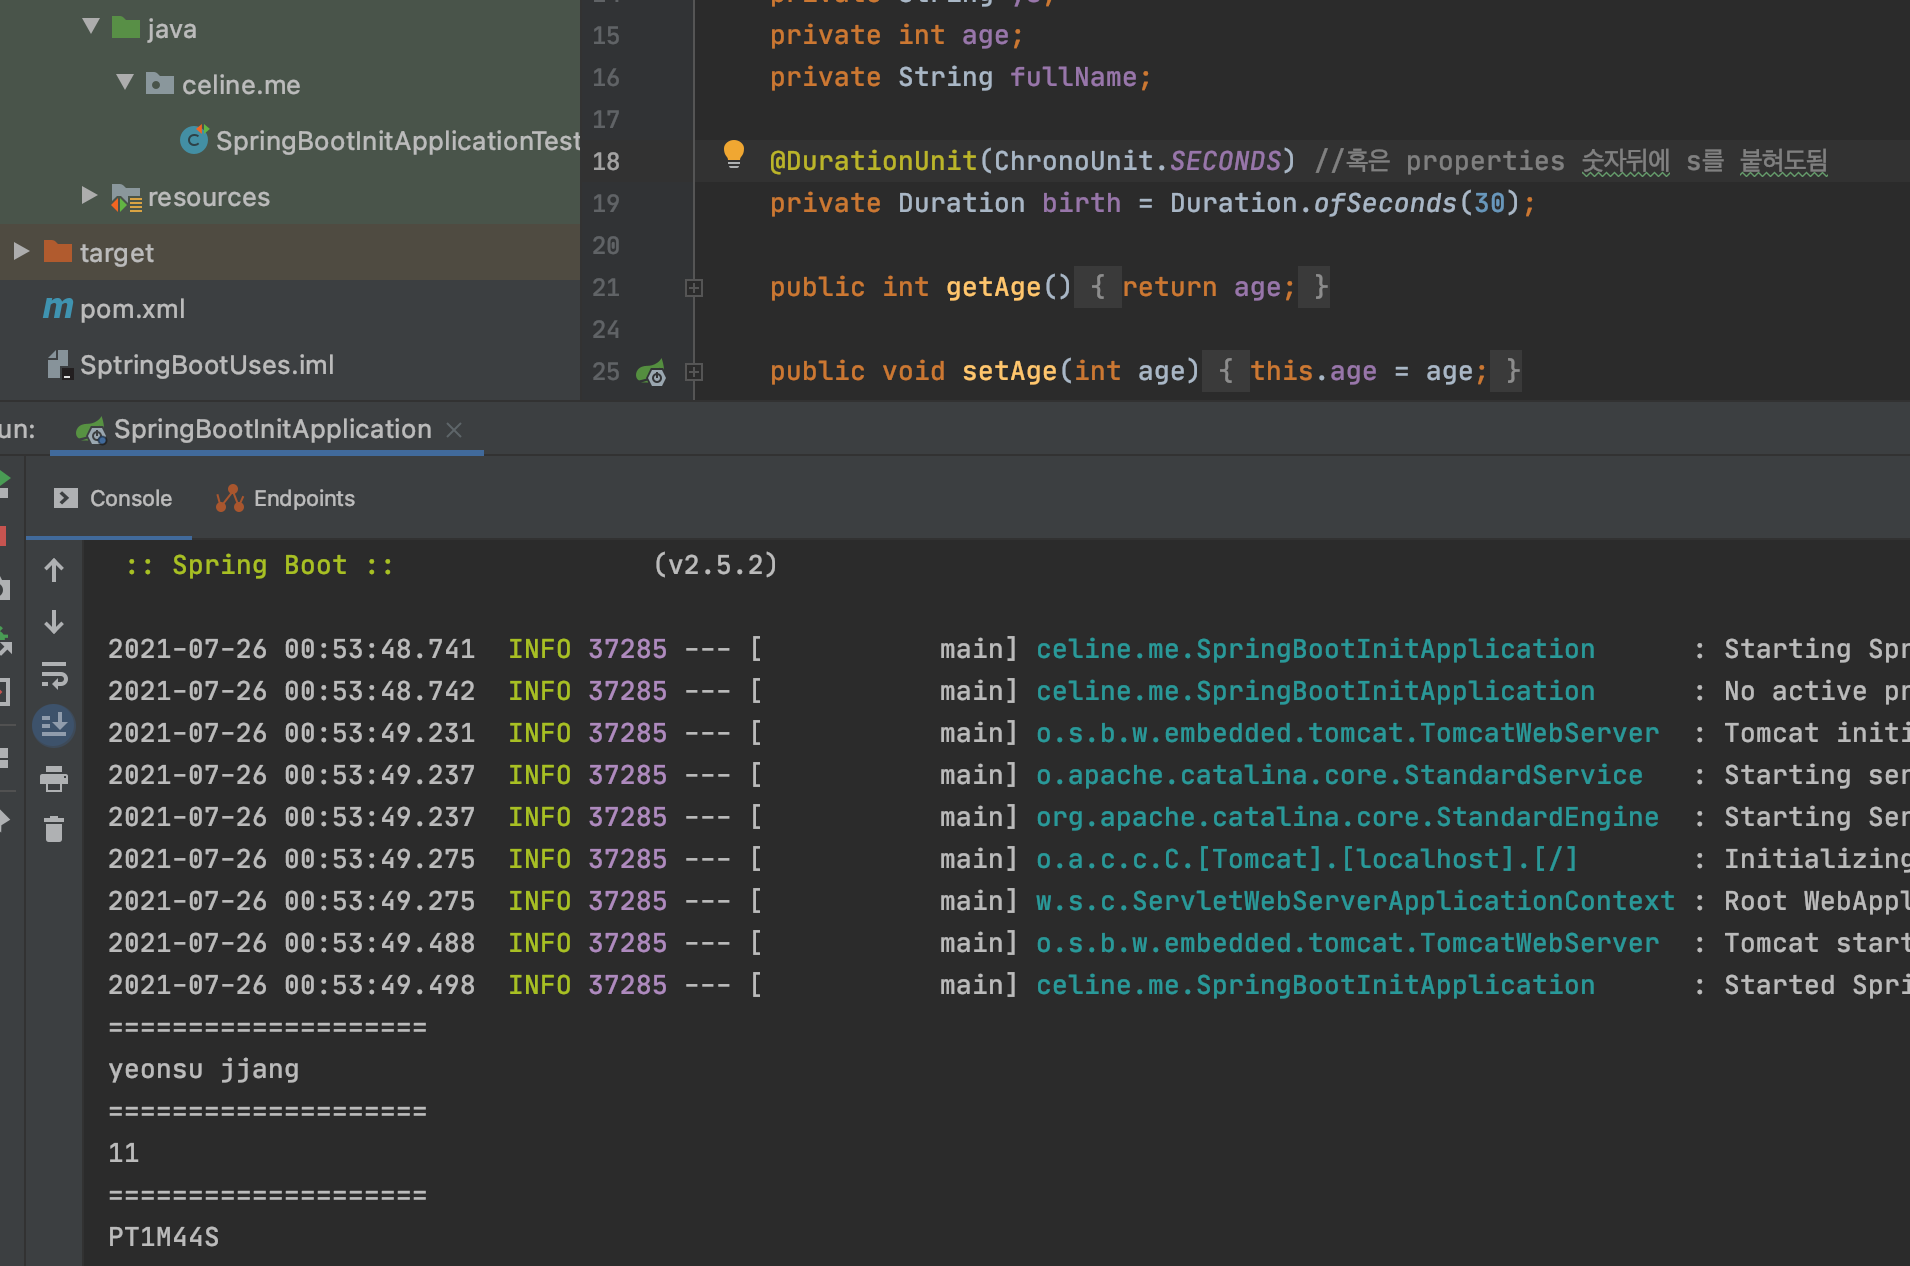 java
celine.me
SpringBootInitApplicationTest
resources
target
pom.xml
SptringBootUses.iml
15 private int age;
16 private String fullName;
17
18 @DurationUnit(ChronoUnit.SECONDS) //혹은 properties 숫자뒤에 s를 붙혀도됨
19 private Duration birth = Duration.ofSeconds(30);
20
21 public int getAge() { return age; }
24
25 public void setAge(int age) { this.age = age; }
un: SpringBootInitApplication
Console Endpoints
:: Spring Boot :: (v2.5.2)
2021-07-26 00:53:48.741 INFO 37285 --- [ main] celine.me.SpringBootInitApplication : Starting Spr
2021-07-26 00:53:48.742 INFO 37285 --- [ main] celine.me.SpringBootInitApplication : No active pr
2021-07-26 00:53:49.231 INFO 37285 --- [ main] o.s.b.w.embedded.tomcat.TomcatWebServer : Tomcat initi
2021-07-26 00:53:49.237 INFO 37285 --- [ main] o.apache.catalina.core.StandardService : Starting ser
2021-07-26 00:53:49.237 INFO 37285 --- [ main] org.apache.catalina.core.StandardEngine : Starting Ser
2021-07-26 00:53:49.275 INFO 37285 --- [ main] o.a.c.c.C.[Tomcat].[localhost].[/] : Initializing
2021-07-26 00:53:49.275 INFO 37285 --- [ main] w.s.c.ServletWebServerApplicationContext : Root WebAppl
2021-07-26 00:53:49.488 INFO 37285 --- [ main] o.s.b.w.embedded.tomcat.TomcatWebServer : Tomcat start
2021-07-26 00:53:49.498 INFO 37285 --- [ main] celine.me.SpringBootInitApplication : Started Spri
====================
yeonsu jjang
====================
11
====================
PT1M44S